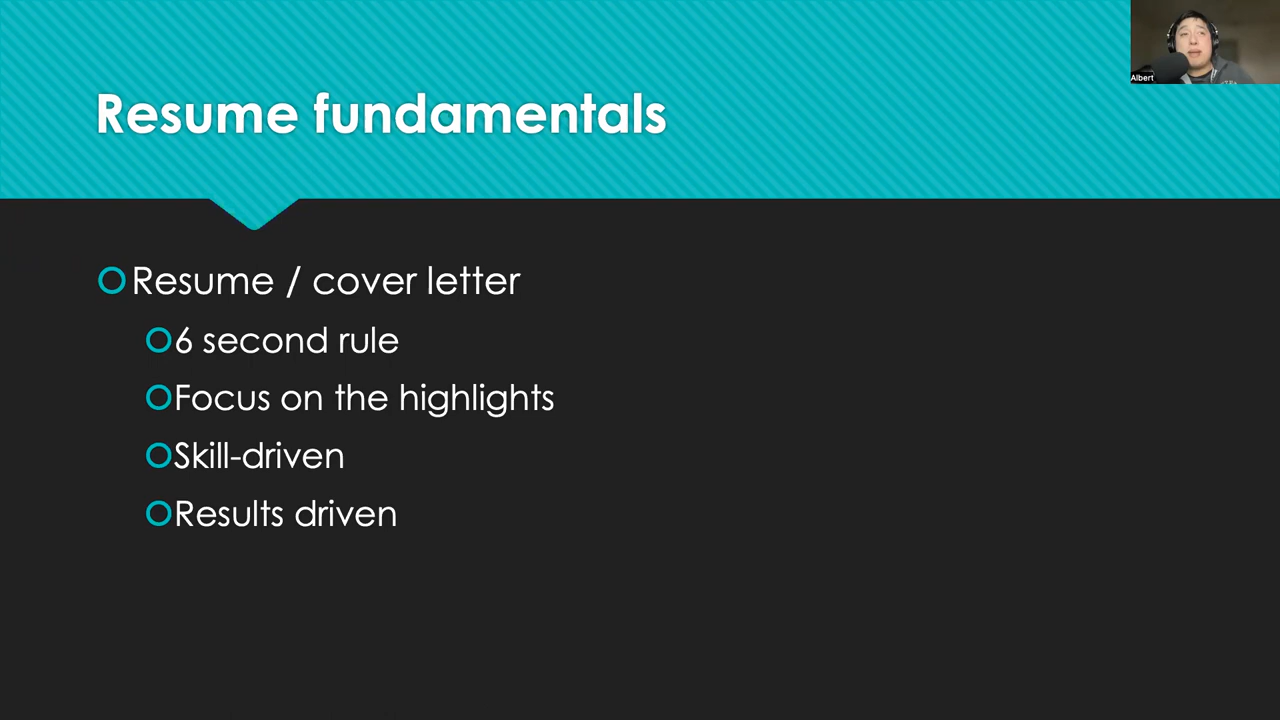 Resume fundamentals
Albert
Resume / cover letter
6 second rule
Focus on the highlights
Skill-driven
Results driven